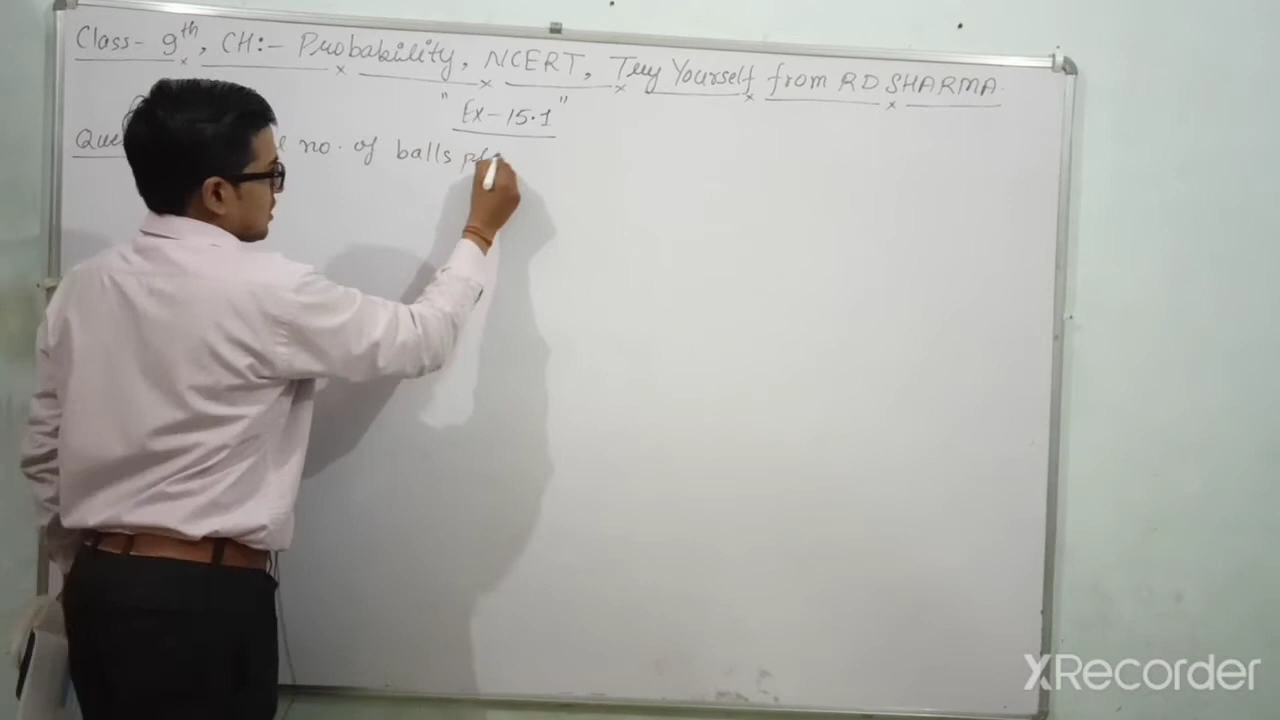 Class- 9th, CH:- Probability, NCERT, Try Yourself from RD SHARMA.
"Ex-15.1"
no. of balls
XRecorder